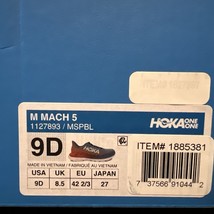 M MACH 5
1127893 / MSPBL
HOKA ONE ONE
9D
HOKA
ITEM# 1885381
MADE IN VIETNAM / FABRIQUÉ AU VIETNAM
USA UK EU JAPAN
9D 8.5 42 2/3 27
7 37566 91044 2